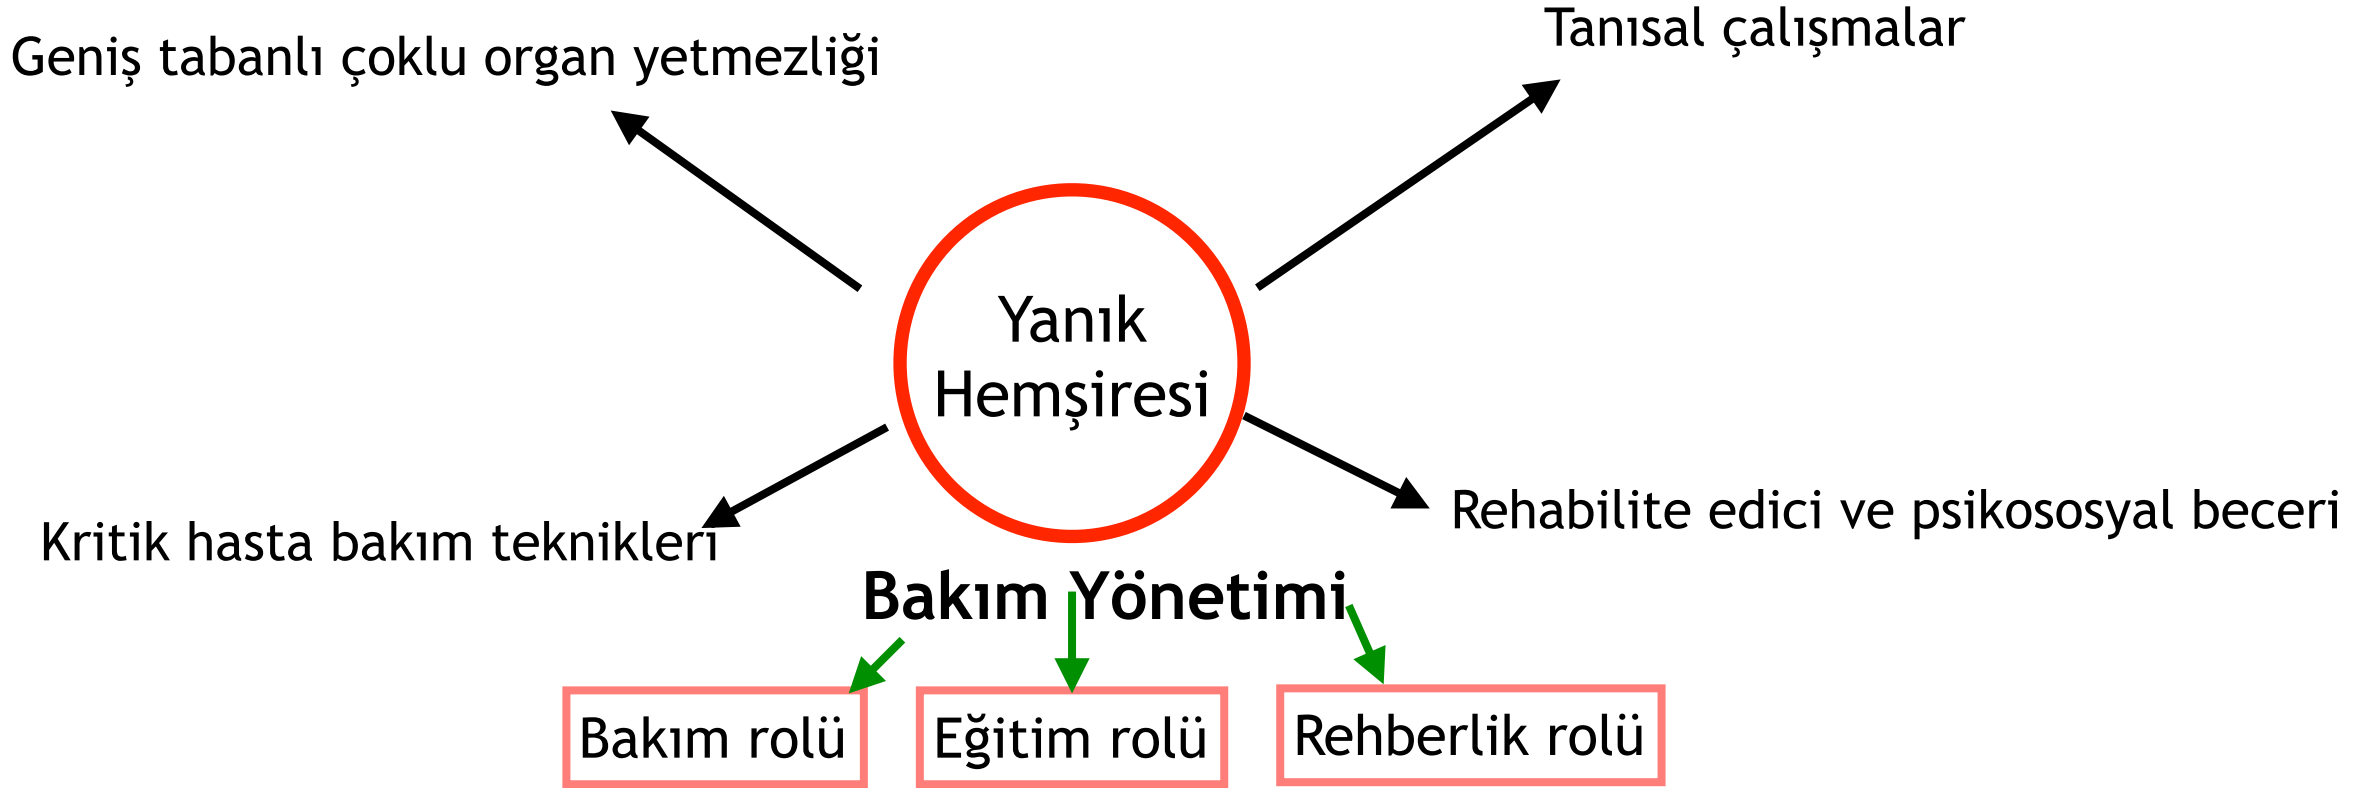 Tanısal çalışmalar
Geniş tabanlı çoklu organ yetmezliği
Yanık
Hemşiresi
Rehabilite edici ve psikososyal beceri
Kritik hasta bakım teknikleri
Bakım Yönetimi
Bakım rolü
Eğitim rolü
Rehberlik rolü